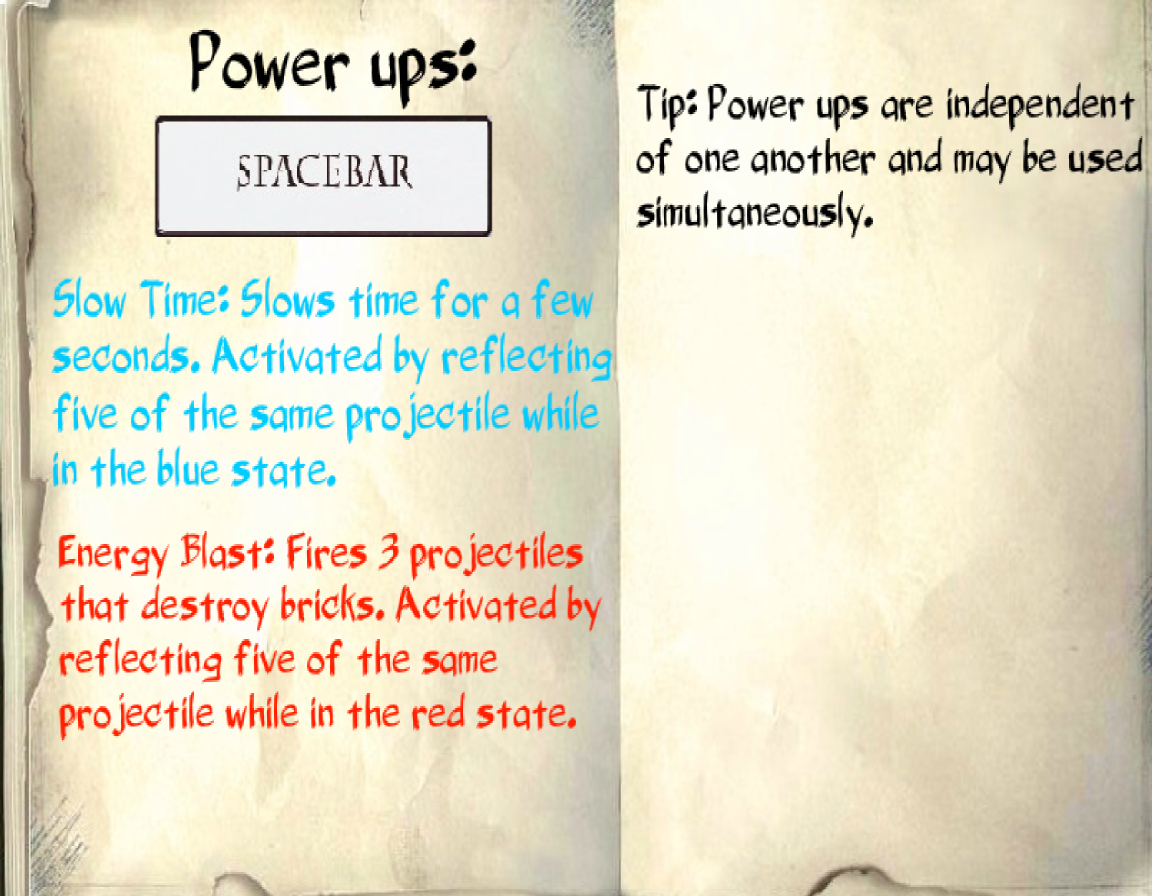 Power ups:
SPACEBAR
Slow Time: Slows time for a few
seconds. Activated by reflecting
five of the same projectile while
in the blue state.
Energy Blast: Fires 3 projectiles
that destroy bricks. Activated by
reflecting five of the same
projectile while in the red state.
Tip: Power ups are independent
of one another and may be used
simultaneously.